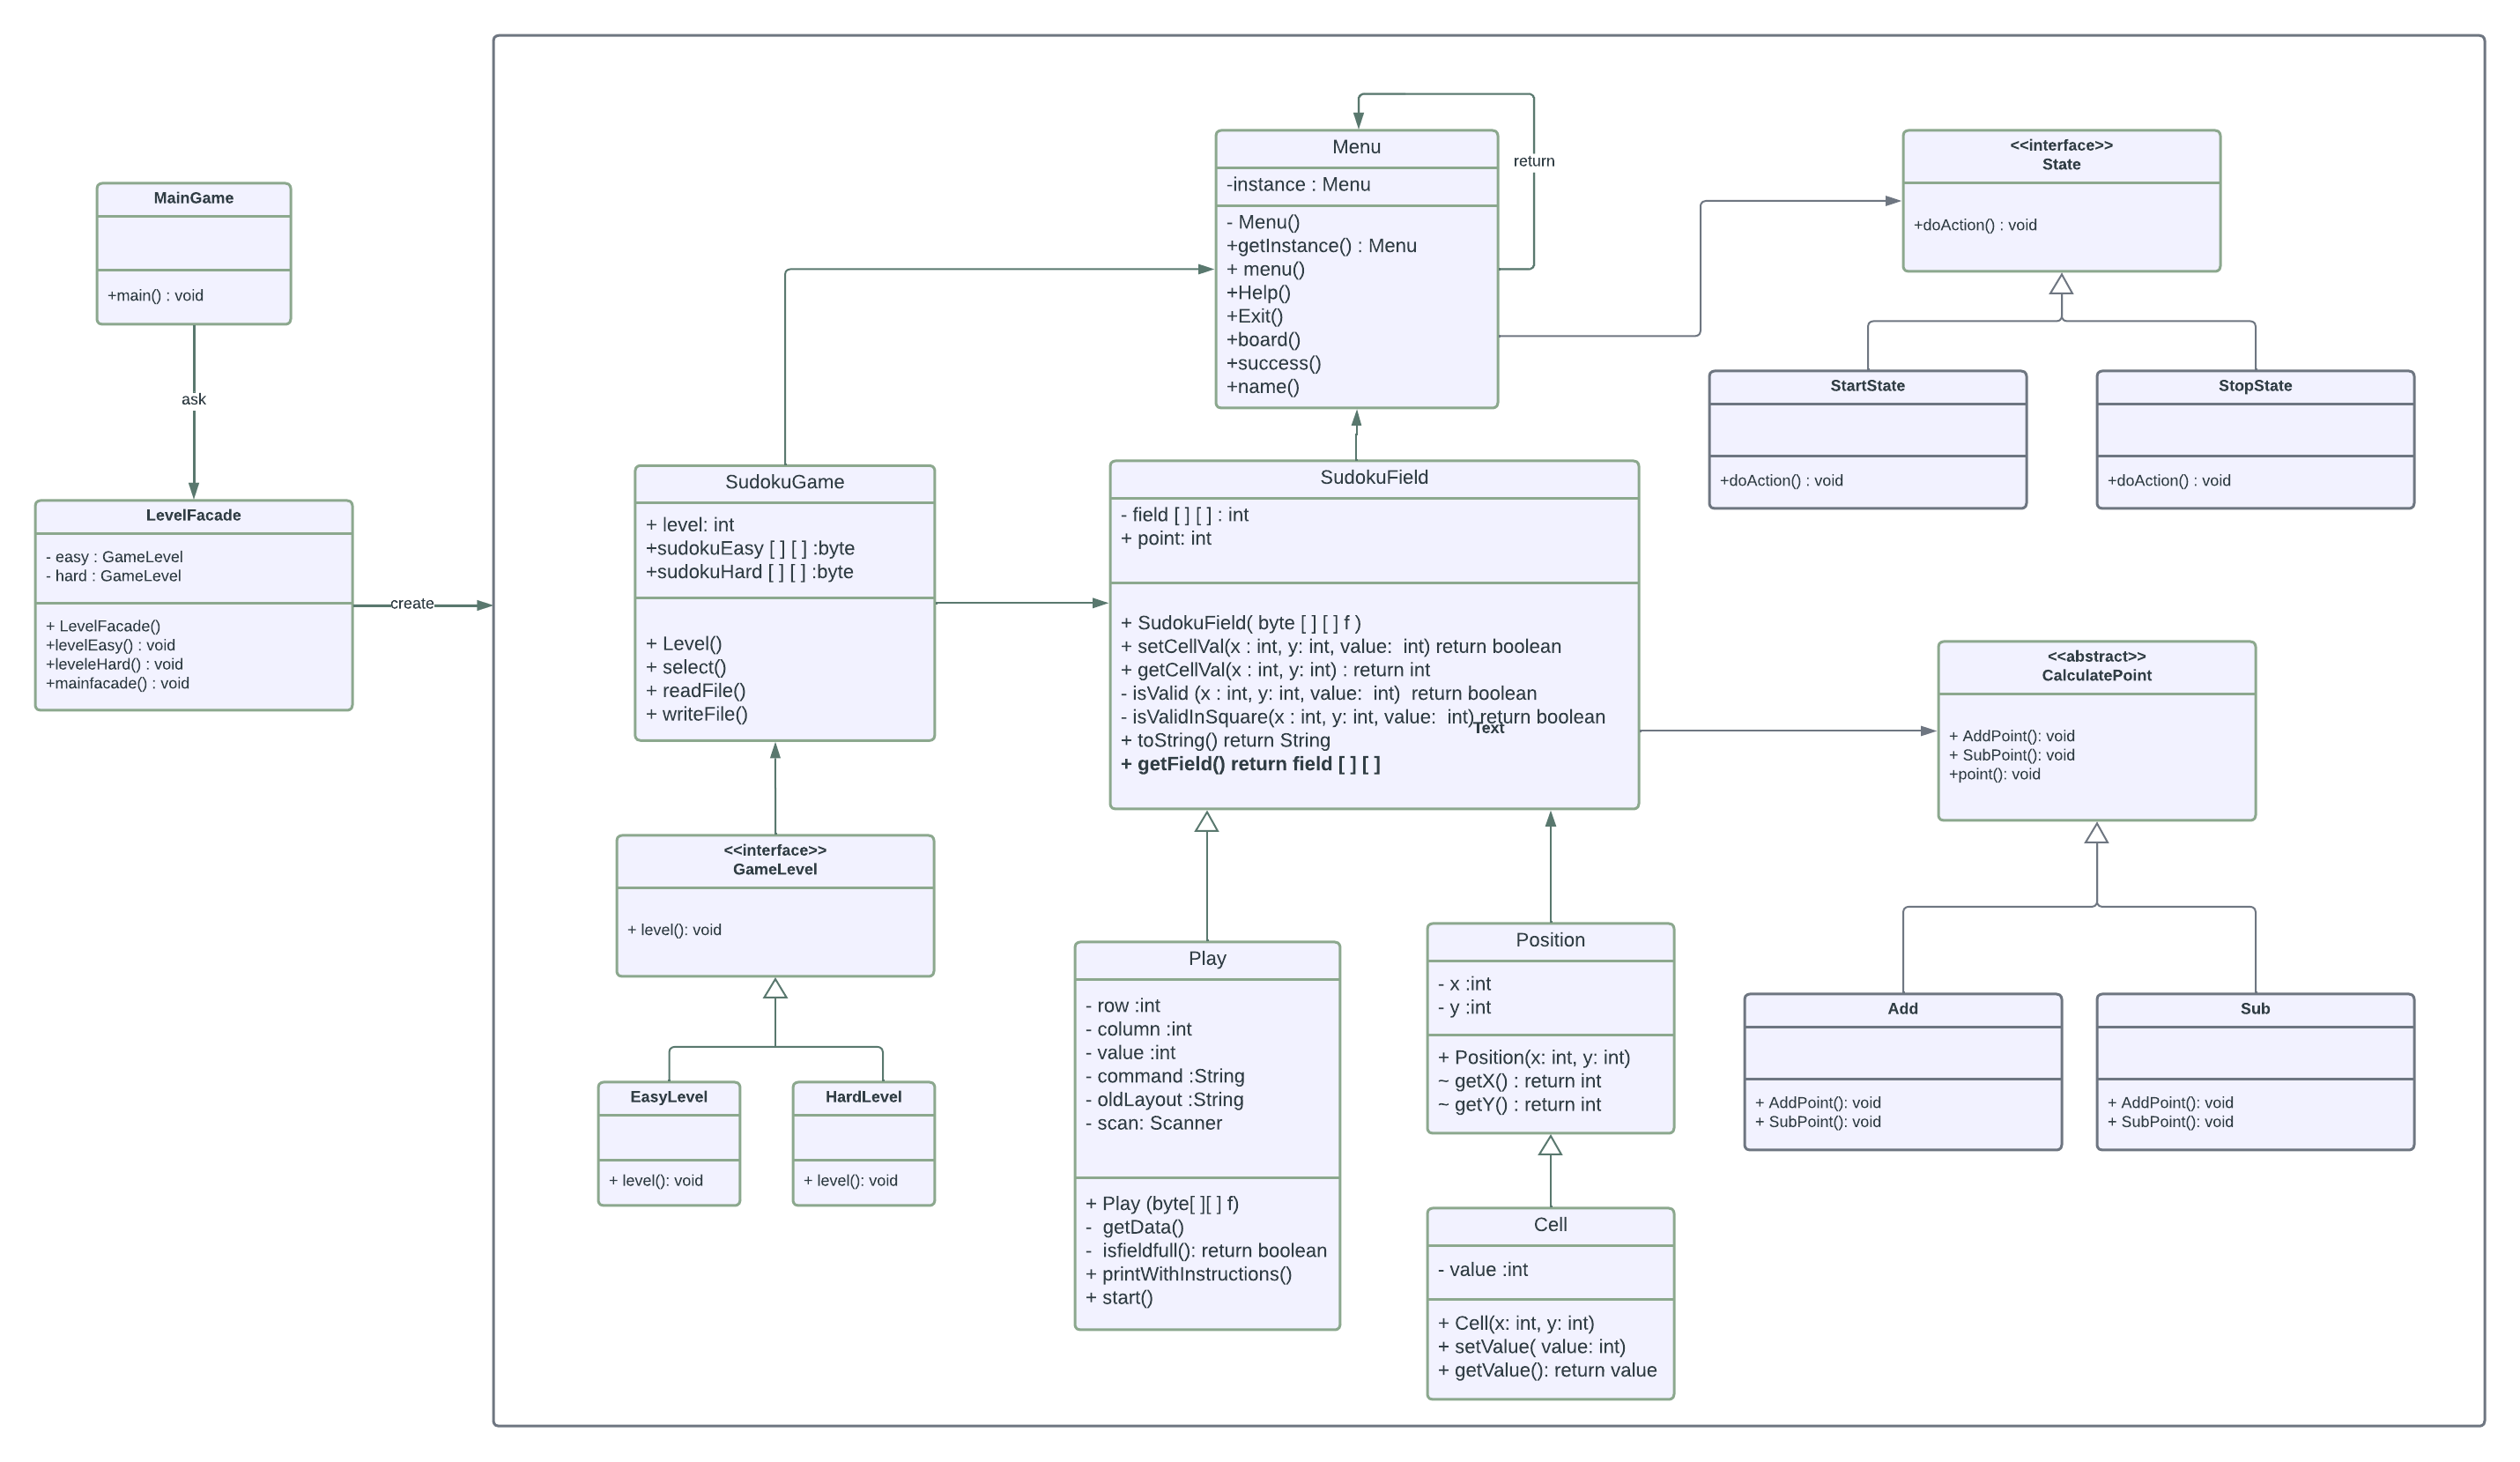 MainGame
+main() : void
ask
LevelFacade
- easy : GameLevel
- hard : GameLevel
+ LevelFacade()
+levelEasy() : void
+leveleHard() : void
+mainfacade() : void
create
Menu
-instance : Menu
- Menu()
+getInstance() : Menu
+ menu()
+Help()
+Exit()
+board()
+success()
+name()
return
<<interface>>
State
+doAction() : void
StartState
+doAction() : void
StopState
+doAction() : void
SudokuGame
+ level: int
+sudokuEasy [ ] [ ] :byte
+sudokuHard [ ] [ ] :byte
+ Level()
+ select()
+ readFile()
+ writeFile()
SudokuField
- field [ ] [ ] : int
+ point: int
+ SudokuField( byte [ ] [ ] f )
+ setCellVal(x : int, y: int, value:  int) return boolean
+ getCellVal(x : int, y: int) : return int
- isValid (x : int, y: int, value:  int)  return boolean
- isValidInSquare(x : int, y: int, value:  int) return boolean
Text
+ toString() return String
+ getField() return field [ ] [ ]
<<abstract>>
CalculatePoint
+ AddPoint(): void
+ SubPoint(): void
+point(): void
<<interface>>
GameLevel
+ level(): void
EasyLevel
+ level(): void
HardLevel
+ level(): void
Play
- row :int
- column :int
- value :int
- command :String
- oldLayout :String
- scan: Scanner
+ Play (byte[ ][ ] f)
-  getData()
-  isfieldfull(): return boolean
+ printWithInstructions()
+ start()
Position
- x :int
- y :int
+ Position(x: int, y: int)
~ getX() : return int
~ getY() : return int
Cell
- value :int
+ Cell(x: int, y: int)
+ setValue( value: int)
+ getValue(): return value
Add
+ AddPoint(): void
+ SubPoint(): void
Sub
+ AddPoint(): void
+ SubPoint(): void